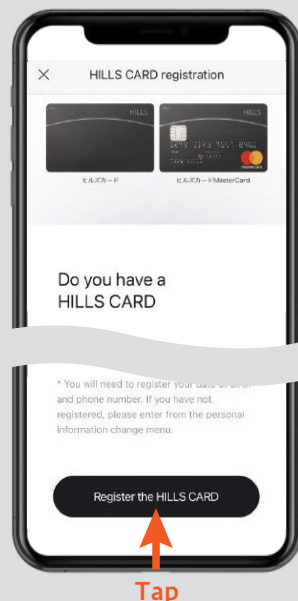 HILLS CARD registration
HILLS
HILLS
ヒルズカード
ヒルズカードMasterCard
Do you have a
HILLS CARD
* You will need to register your date of birth
and phone number. If you have not
registered, please enter from the personal
information change menu.
Register the HILLS CARD
Tap